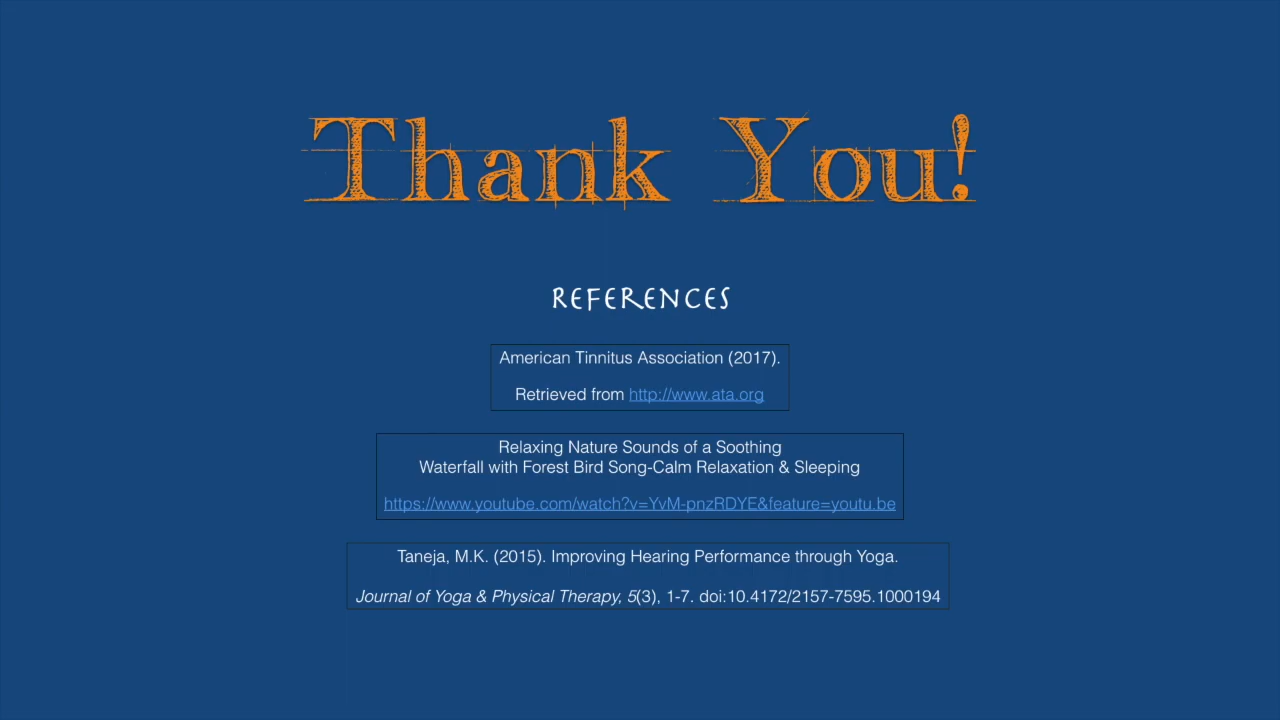 Thank You!
REFERENCES
American Tinnitus Association (2017).
Retrieved from http://www.ata.org
Relaxing Nature Sounds of a Soothing
Waterfall with Forest Bird Song-Calm Relaxation & Sleeping
https://www.youtube.com/watch?v=YvM-pnzRDYE&feature=youtu.be
Taneja, M.K. (2015). Improving Hearing Performance through Yoga.
Journal of Yoga & Physical Therapy, 5(3), 1-7. doi:10.4172/2157-7595.1000194